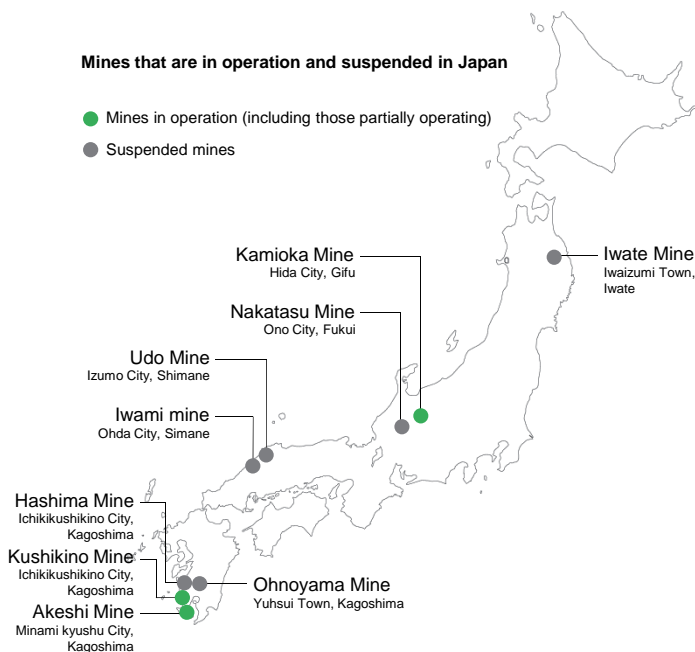 Mines that are in operation and suspended in Japan
Mines in operation (including those partially operating)
Suspended mines
Kamioka Mine
Hida City, Gifu
Iwate Mine
Iwaizumi Town,
Iwate
Nakatasu Mine
Ono City, Fukui
Udo Mine
Izumo City, Shimane
Iwami mine
Ohda City, Simane
Hashima Mine
Ichikikushikino City,
Kagoshima
Kushikino Mine
Ichikikushikino City,
Kagoshima
Ohnoyama Mine
Yuhsui Town, Kagoshima
Akeshi Mine
Minami kyushu City,
Kagoshima